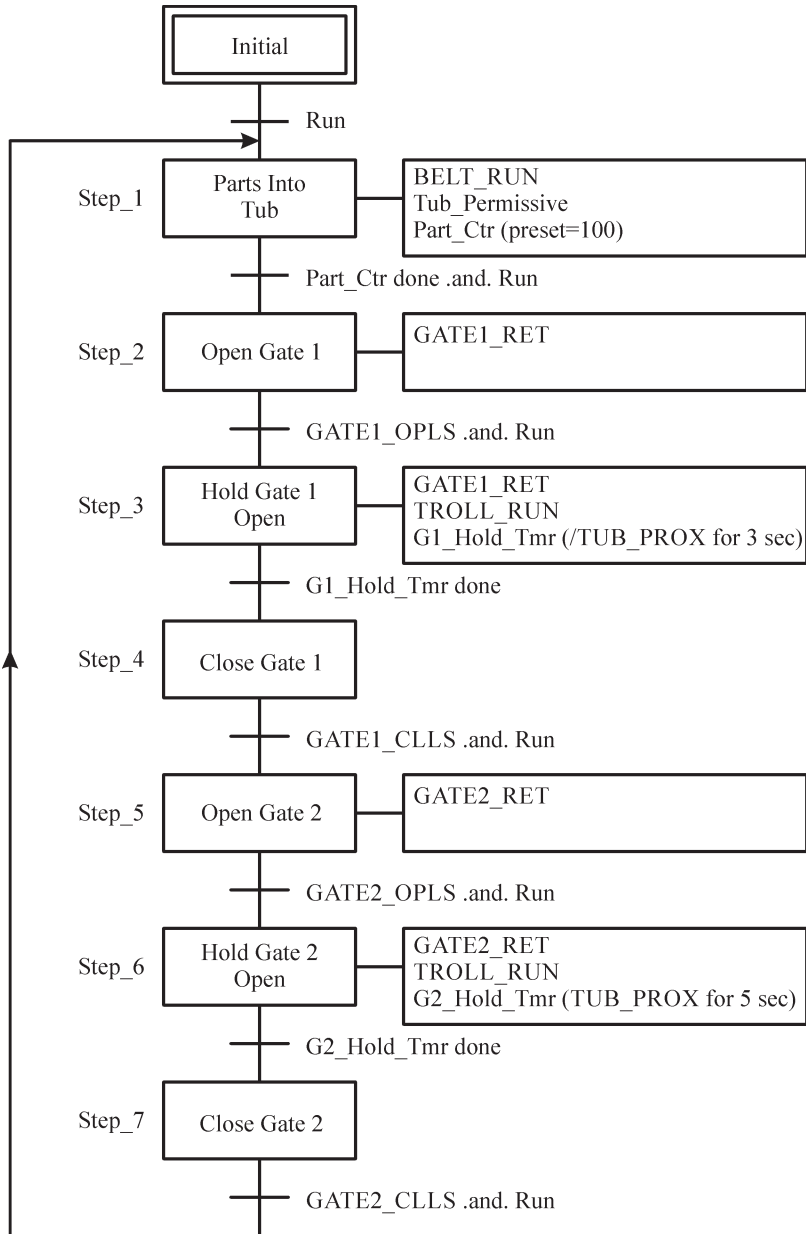 Initial
Run
Step_1
Parts Into
Tub
BELT_RUN
Tub_Permissive
Part_Ctr (preset=100)
Part_Ctr done .and. Run
Step_2
Open Gate 1
GATE1_RET
GATE1_OPLS .and. Run
Step_3
Hold Gate 1
Open
GATE1_RET
TROLL_RUN
G1_Hold_Tmr (/TUB_PROX for 3 sec)
G1_Hold_Tmr done
Step_4
Close Gate 1
GATE1_CLLS .and. Run
Step_5
Open Gate 2
GATE2_RET
GATE2_OPLS .and. Run
Step_6
Hold Gate 2
Open
GATE2_RET
TROLL_RUN
G2_Hold_Tmr (TUB_PROX for 5 sec)
G2_Hold_Tmr done
Step_7
Close Gate 2
GATE2_CLLS .and. Run